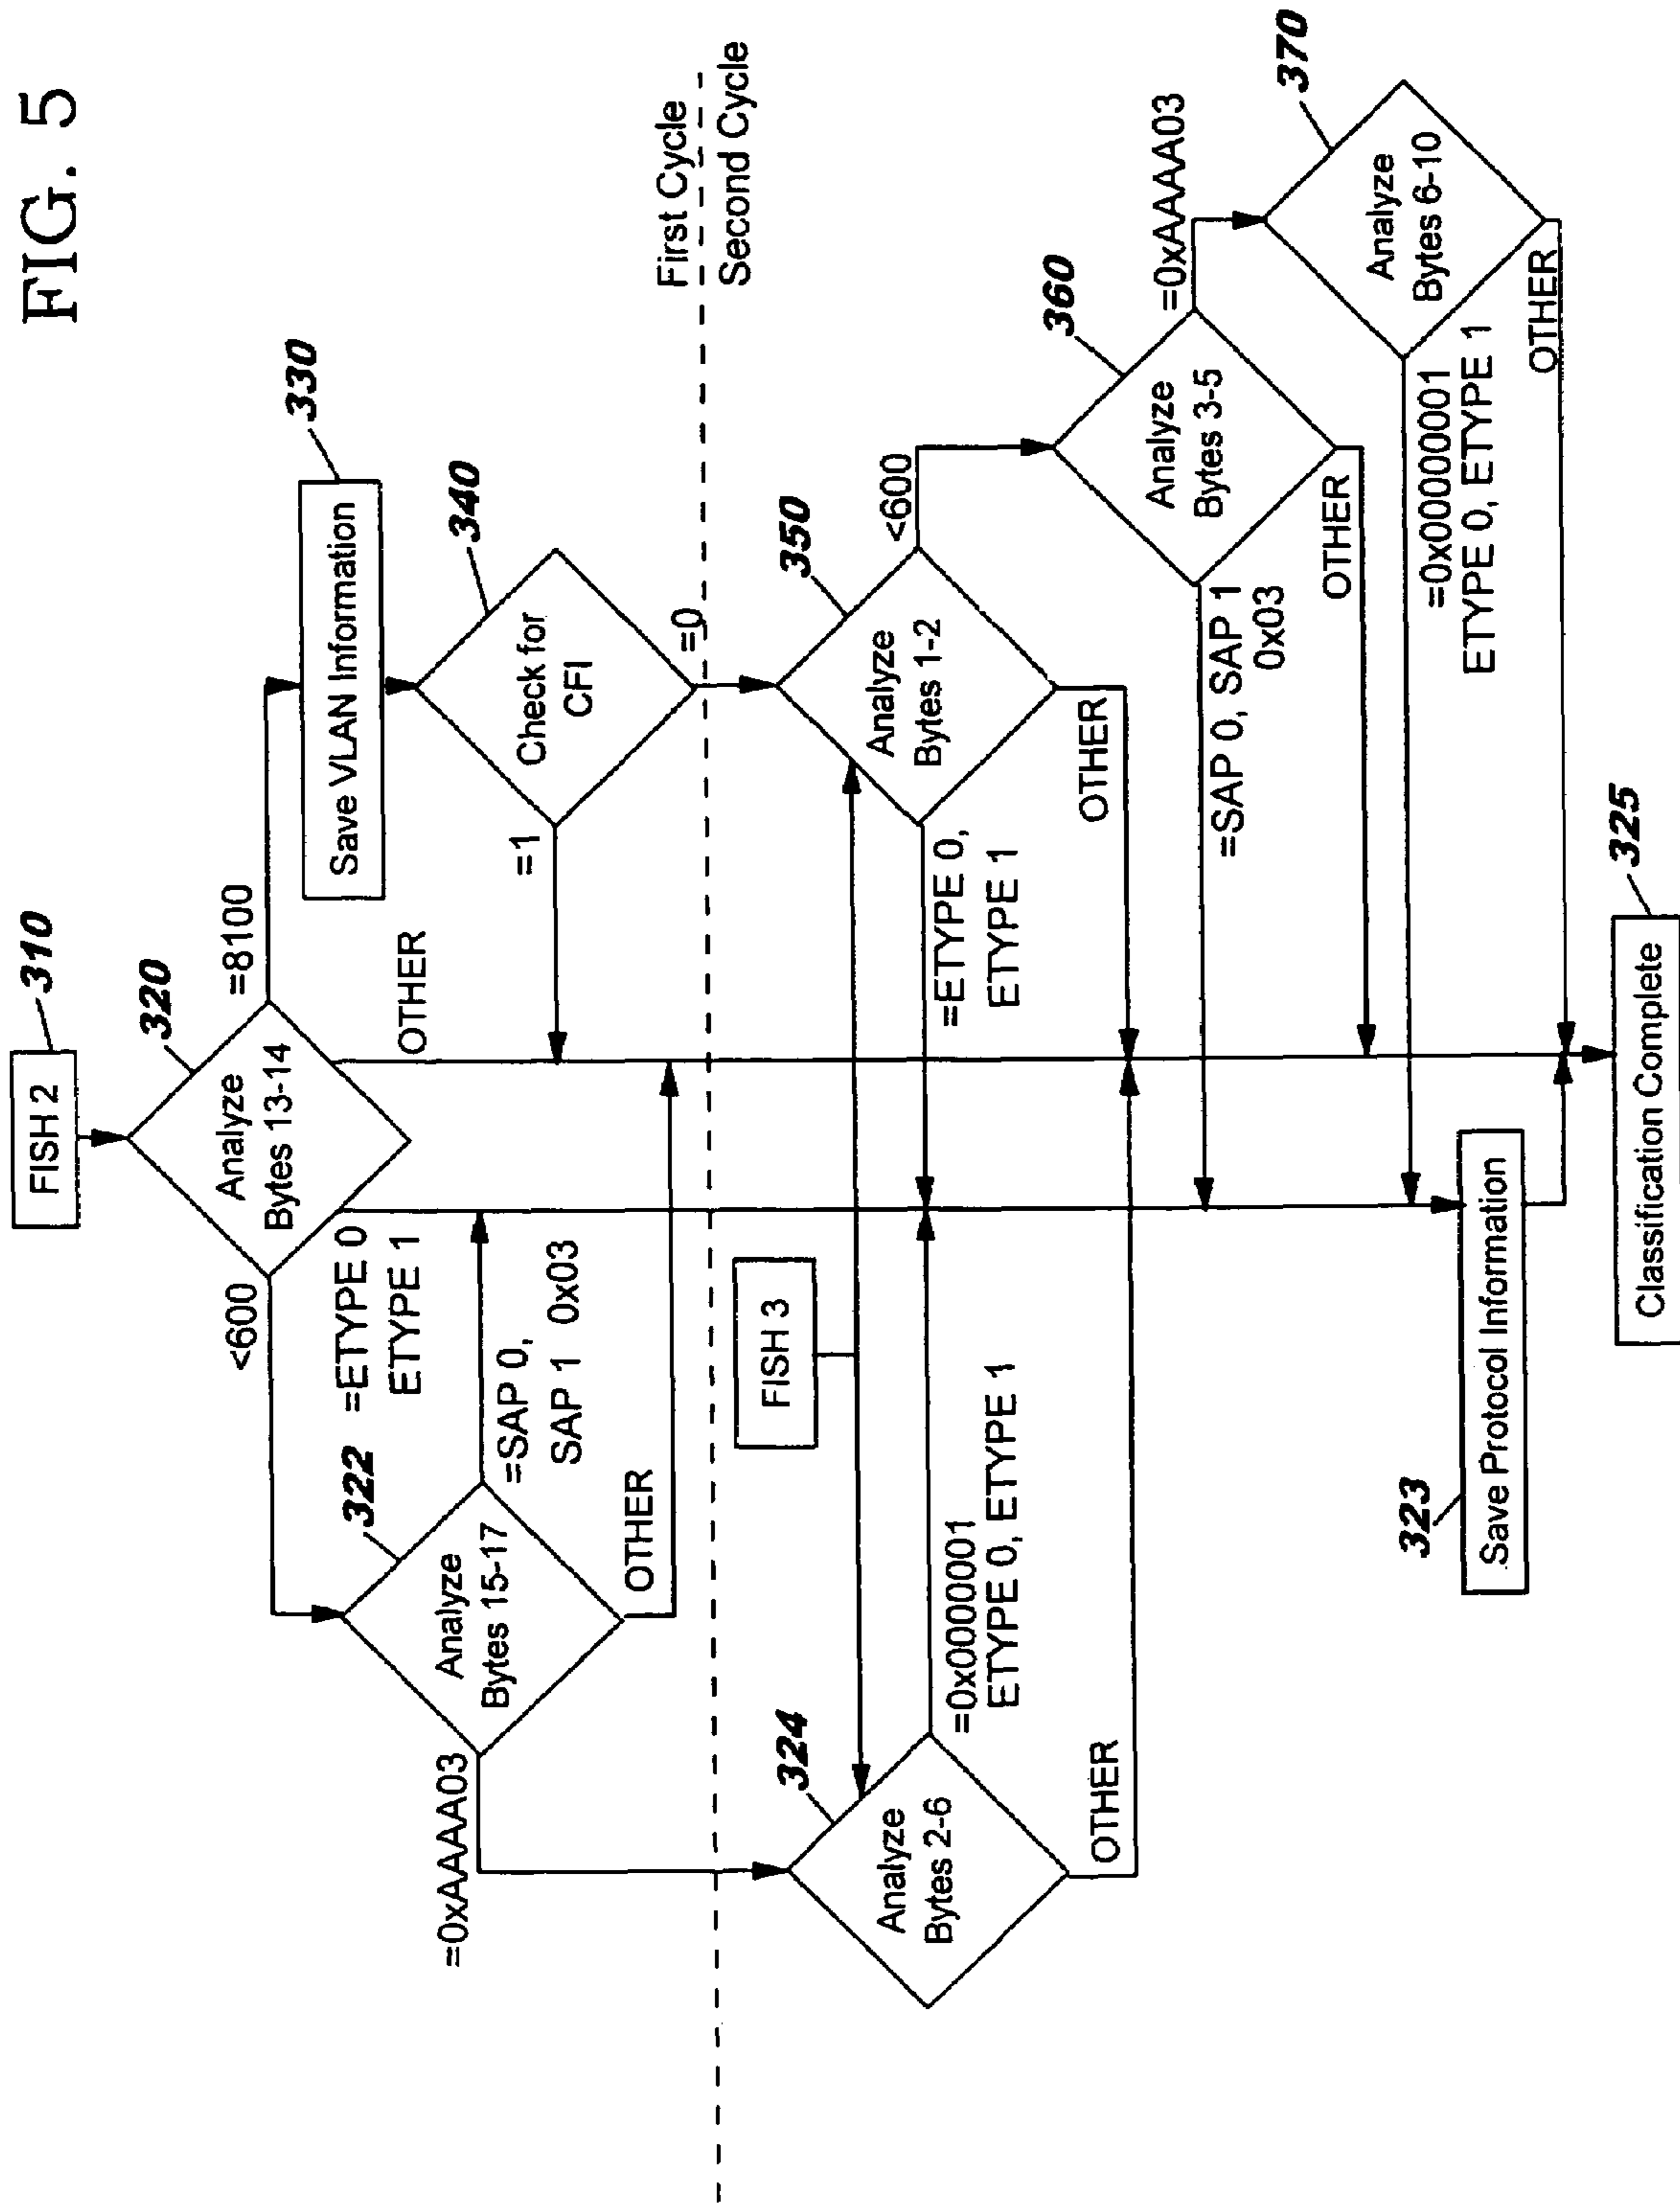 FIG. 5
FISH 2
310
Analyze
Bytes 13-14
320
=8100
<600
=ETYPE 0
ETYPE 1
OTHER
Save VLAN Information
330
Analyze
Bytes 15-17
322
=0xAAAA03
=SAP 0,
SAP 1 0x03
OTHER
Check for
CFI
340
=1
=0
First Cycle
Second Cycle
FISH 3
Analyze
Bytes 2-6
324
=0x000001
ETYPE 0, ETYPE 1
OTHER
Analyze
Bytes 1-2
350
<600
=ETYPE 0,
ETYPE 1
OTHER
Analyze
Bytes 3-5
360
=0xAAAA03
=SAP 0, SAP 1
0x03
OTHER
Analyze
Bytes 6-10
370
=0x00000001
ETYPE 0, ETYPE 1
OTHER
323
Save Protocol Information
325
Classification Complete